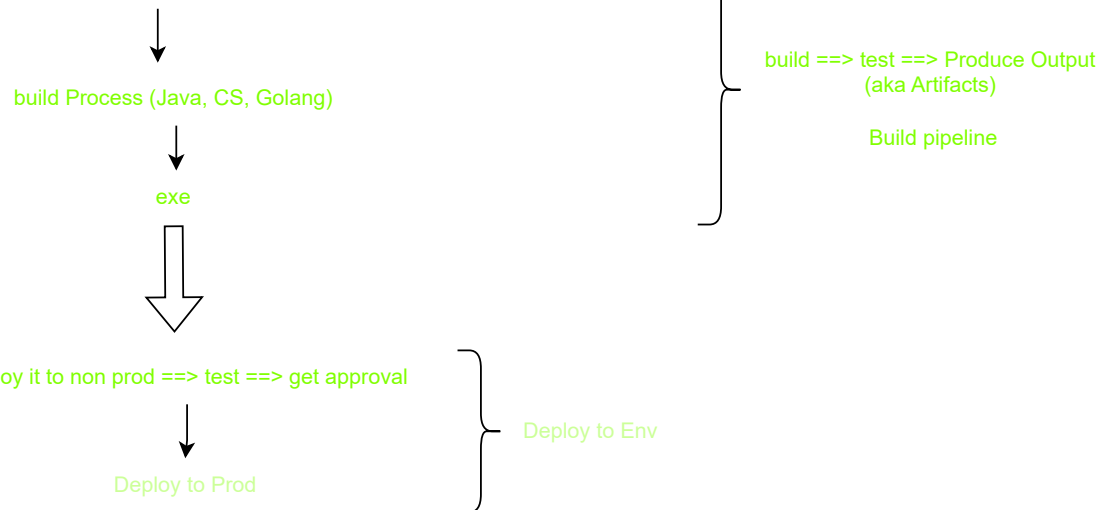 build ==> test ==> Produce Output
(aka Artifacts)
build Process (Java, CS, Golang)
Build pipeline
exe
oy it to non prod ==> test ==> get approval
Deploy to Env
Deploy to Prod